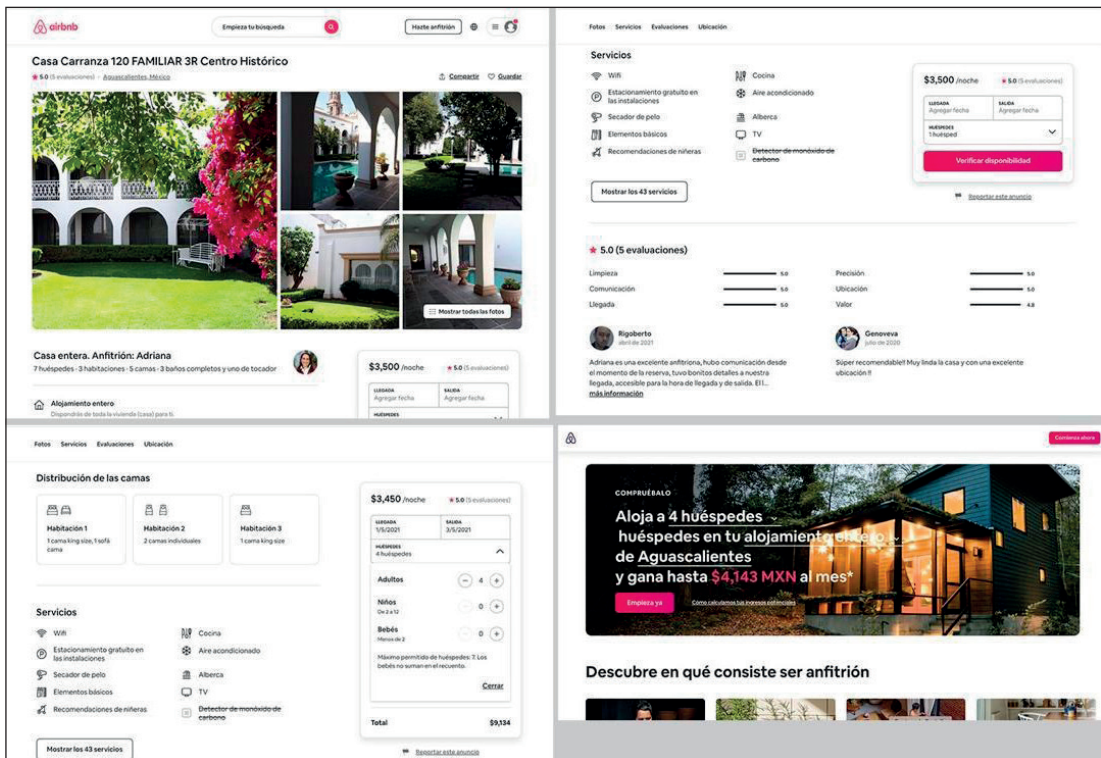 airbnb
Empieza tu búsqueda
Hazte anfitrión
Casa Carranza 120 FAMILIAR 3R Centro Histórico
5.0 (5 evaluaciones) · Aguascalientes, México
Compartir
Guardar
Mostrar todas las fotos
Casa entera. Anfitrión: Adriana
7 huéspedes · 3 habitaciones · 5 camas · 3 baños completos y uno de tocador
Alojamiento entero
Dispondrás de toda la vivienda (casa) para ti.
$3,500 /noche
5.0 (5 evaluaciones)
LLEGADA
Agregar fecha
SALIDA
Agregar fecha
HUÉSPEDES
Fotos Servicios Evaluaciones Ubicación
Servicios
Wifi
Estacionamiento gratuito en
las instalaciones
Secador de pelo
Elementos básicos
Recomendaciones de niñeras
Cocina
Aire acondicionado
Alberca
TV
Detector de monóxido de
carbono
Mostrar los 43 servicios
$3,500 /noche
5.0 (5 evaluaciones)
LLEGADA
Agregar fecha
SALIDA
Agregar fecha
HUÉSPEDES
1 huésped
Verificar disponibilidad
Reportar este anuncio
5.0 (5 evaluaciones)
Limpieza 5.0
Comunicación 5.0
Llegada 5.0
Precisión 5.0
Ubicación 5.0
Valor 4.8
Rigoberto
abril de 2021
Adriana es una excelente anfitriona, hubo comunicación desde
el momento de la reserva, tuvo bonitos detalles a nuestra
llegada, accesible para la hora de llegada y de salida. El l...
más información
Genoveva
julio de 2020
Súper recomendable!! Muy linda la casa y con una excelente
ubicación !!
Fotos Servicios Evaluaciones Ubicación
Distribución de las camas
Habitación 1
1 cama king size, 1 sofá
cama
Habitación 2
2 camas individuales
Habitación 3
1 cama king size
Servicios
Wifi
Estacionamiento gratuito en
las instalaciones
Secador de pelo
Elementos básicos
Recomendaciones de niñeras
Cocina
Aire acondicionado
Alberca
TV
Detector de monóxido de
carbono
Mostrar los 43 servicios
$3,450 /noche
5.0 (5 evaluaciones)
LLEGADA
1/5/2021
SALIDA
3/5/2021
HUÉSPEDES
4 huéspedes
Adultos
4
Niños
De 2 a 12
0
Bebés
Menos de 2
0
Máximo permitido de huéspedes: 7. Los
bebés no suman en el recuento.
Cerrar
Total $9,134
Reportar este anuncio
Comienza ahora
COMPRUÉBALO
Aloja a 4 huéspedes
huéspedes en tu alojamiento entero
de Aguascalientes
y gana hasta $4,143 MXN al mes*
Empieza ya
Cómo calculamos tus ingresos potenciales
Descubre en qué consiste ser anfitrión